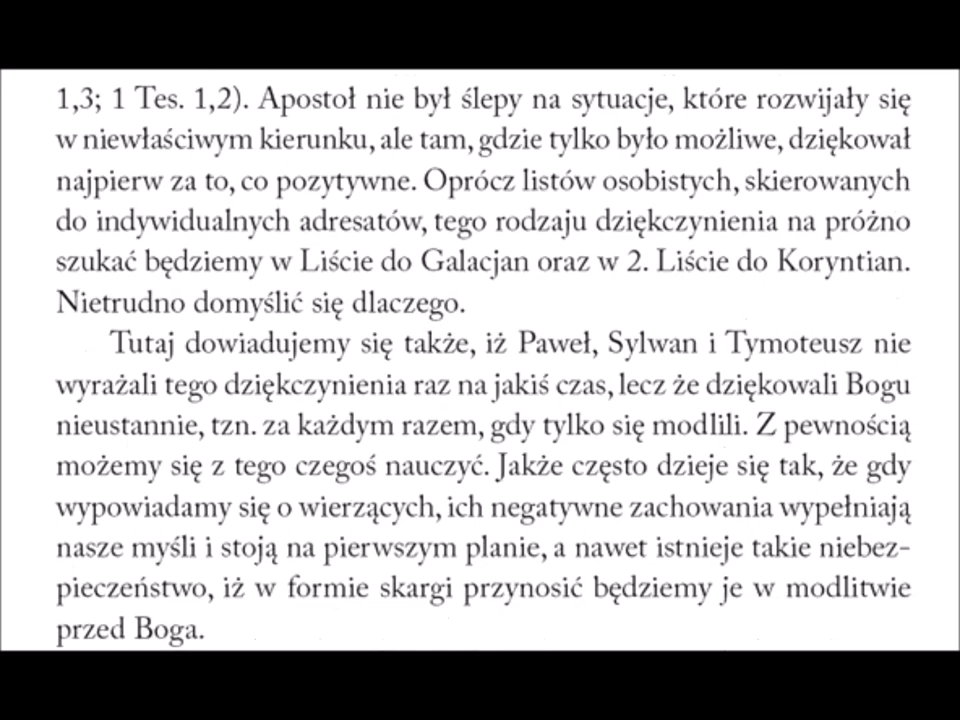 1,3; 1 Tes. 1,2). Apostoł nie był ślepy na sytuacje, które rozwijały się
w niewłaściwym kierunku, ale tam, gdzie tylko było możliwe, dziękował
najpierw za to, co pozytywne. Oprócz listów osobistych, skierowanych
do indywidualnych adresatów, tego rodzaju dziękczynienia na próżno
szukać będziemy w Liście do Galacjan oraz w 2. Liście do Koryntian.
Nietrudno domyślić się dlaczego.
Tutaj dowiadujemy się także, iż Paweł, Sylwan i Tymoteusz nie
wyrażali tego dziękczynienia raz na jakiś czas, lecz że dziękowali Bogu
nieustannie, tzn. za każdym razem, gdy tylko się modlili. Z pewnością
możemy się z tego czegoś nauczyć. Jakże często dzieje się tak, że gdy
wypowiadamy się o wierzących, ich negatywne zachowania wypełniają
nasze myśli i stoją na pierwszym planie, a nawet istnieje takie niebez-
pieczeństwo, iż w formie skargi przynosić będziemy je w modlitwie
przed Boga.